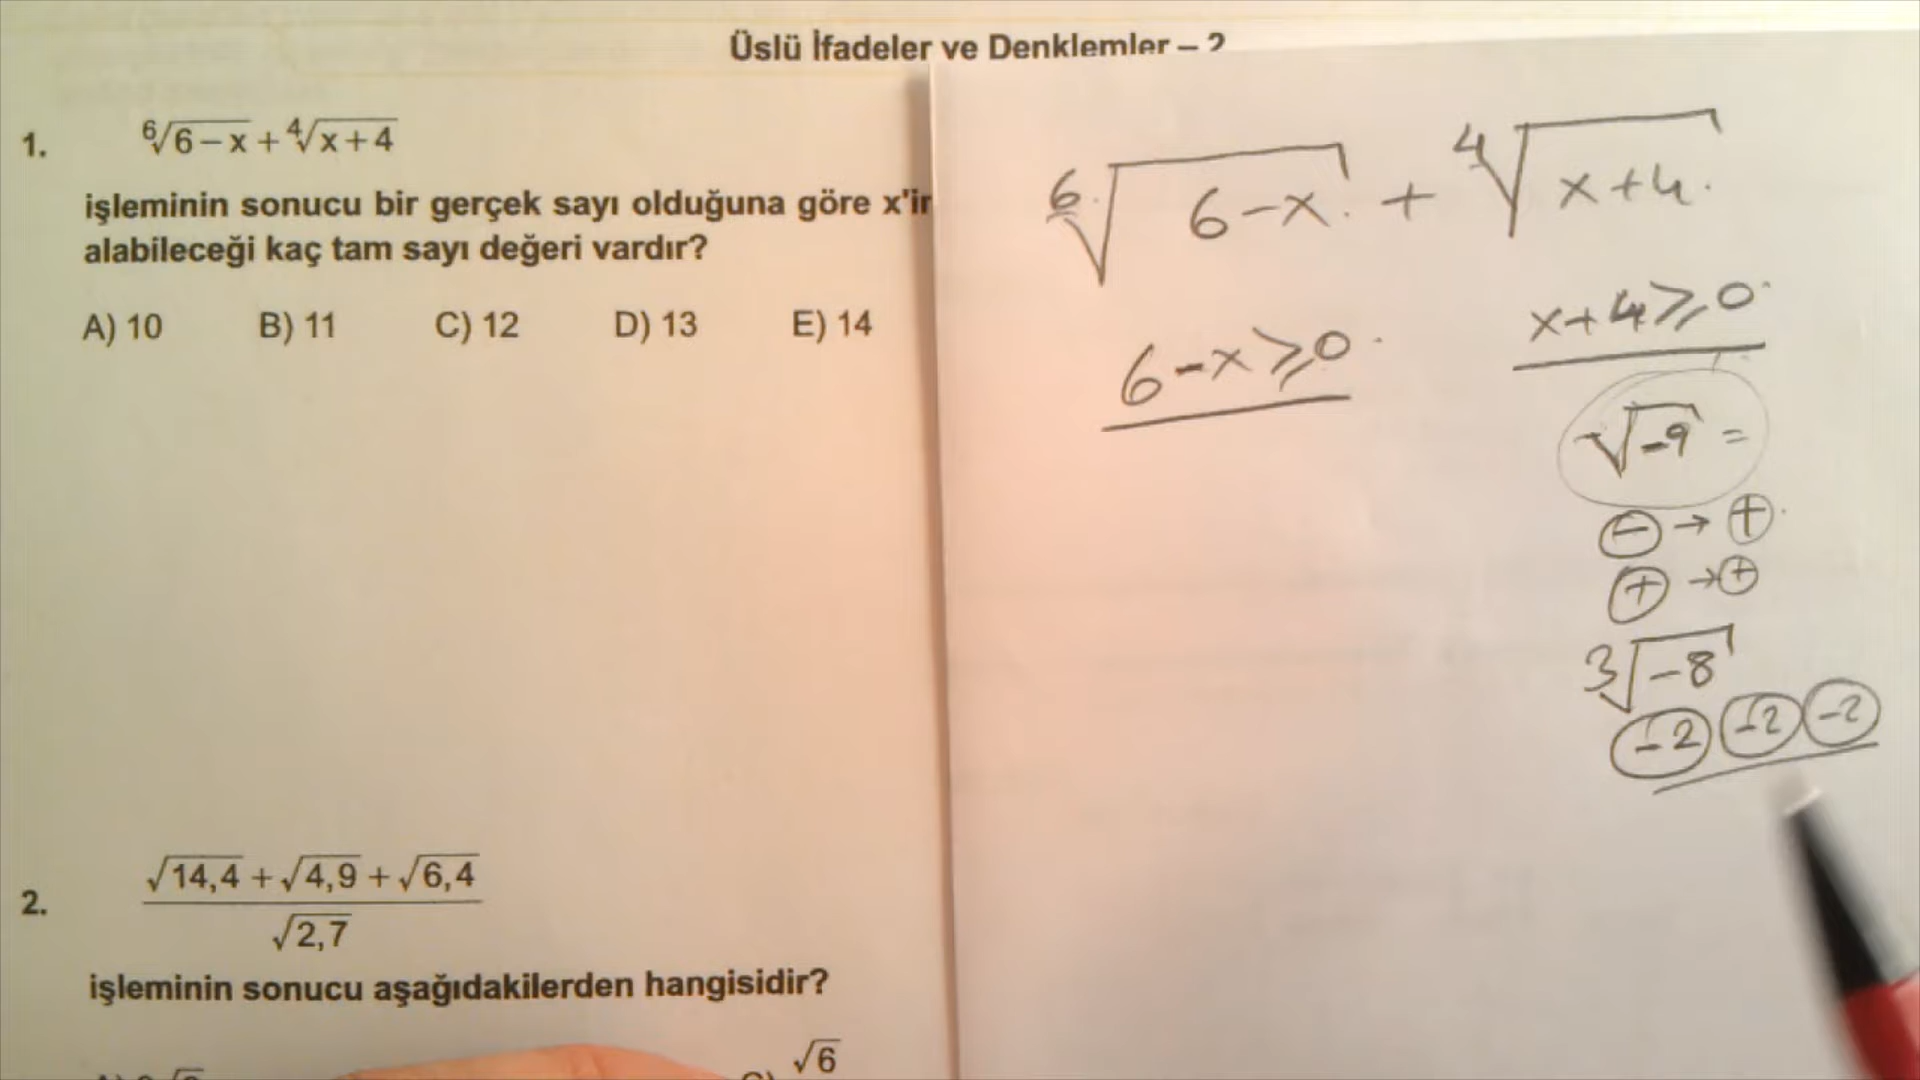 Üslü İfadeler ve Denklemler – 2
1. ⁶√6 – x + ⁴√x + 4
işleminin sonucu bir gerçek sayı olduğuna göre x'in
alabileceği kaç tam sayı değeri vardır?
A) 10 B) 11 C) 12 D) 13 E) 14
2. √14,4 + √4,9 + √6,4
√2,7
işleminin sonucu aşağıdakilerden hangisidir?
√6
⁶√6-x + ⁴√x+4
6-x≥0
x+4≥0
√-9 =
- → +
+ → +
³√-8
-2 -2 -2